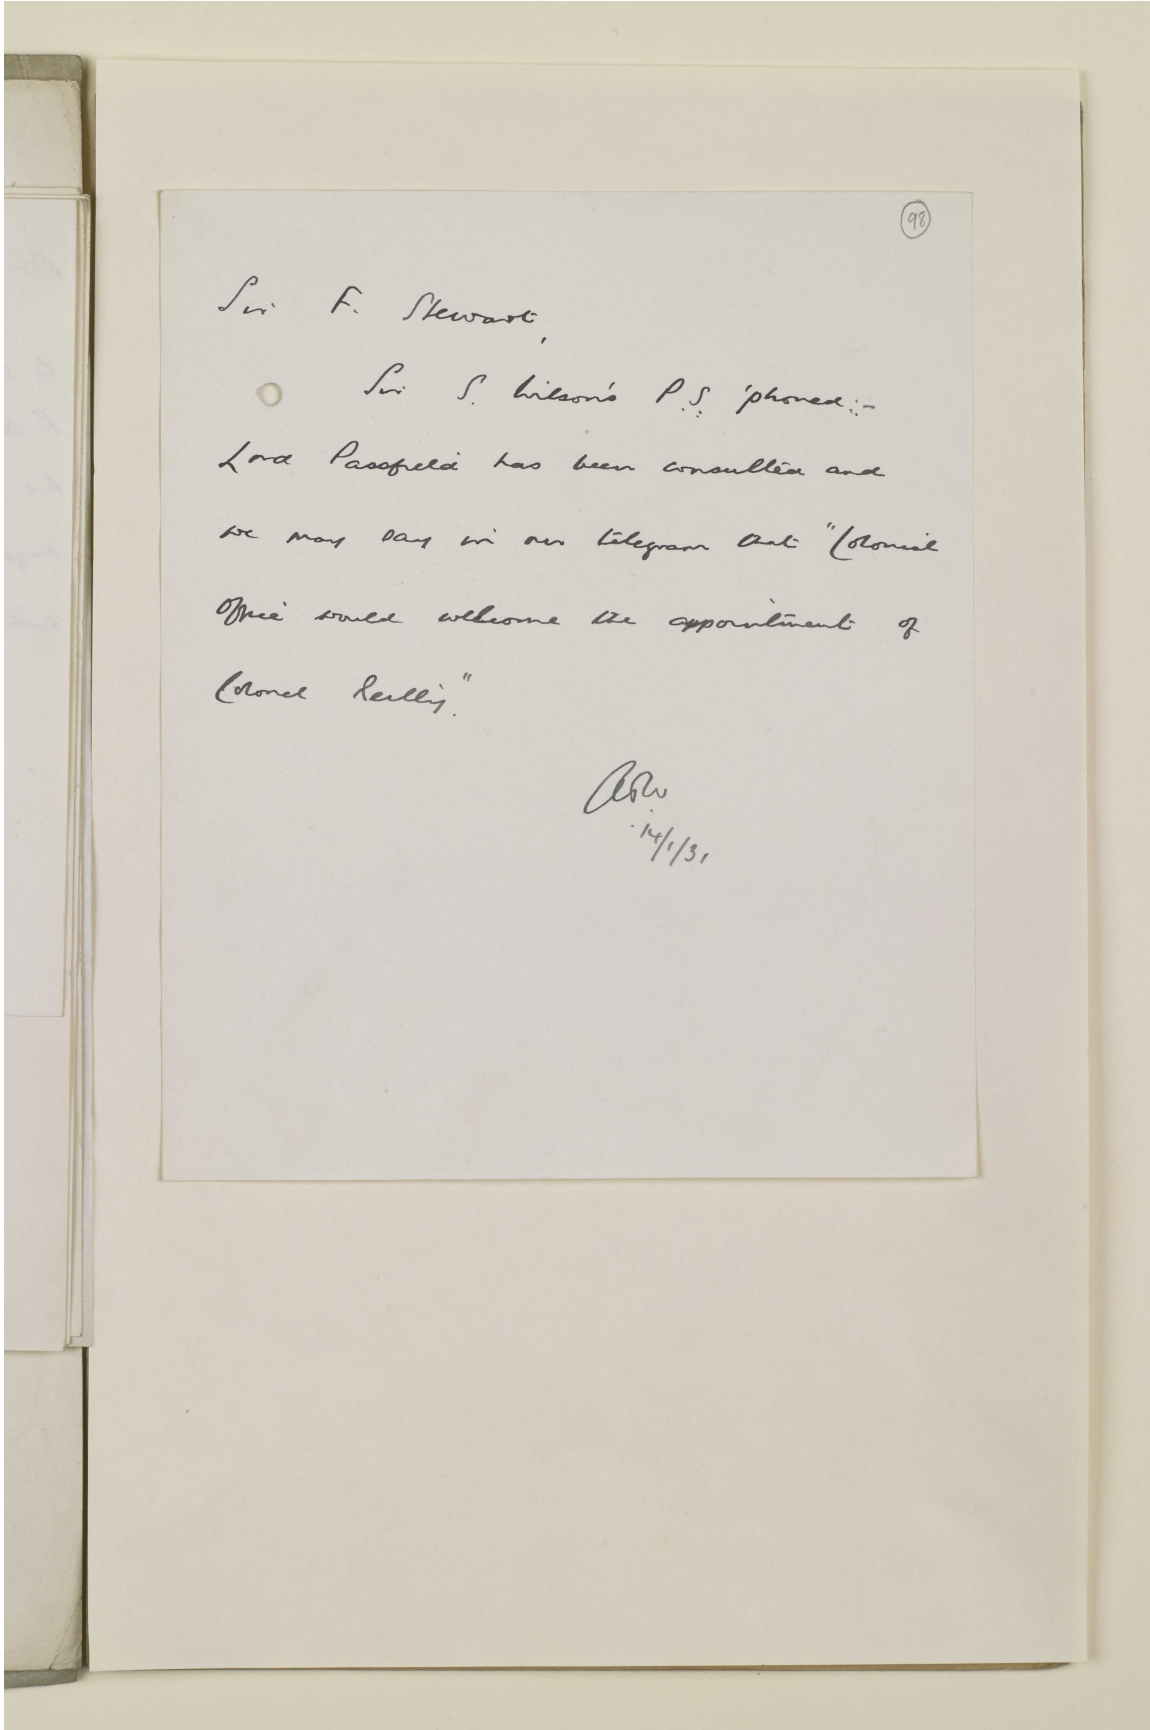 98
Sir F. Stewart,
Sir S. Wilson's P.S. 'phoned:-
Lord Passfield has been consulted and
we may say in our telegram that "Colonial
Office would welcome the appointment of
Colonel Reilly".
14/1/31